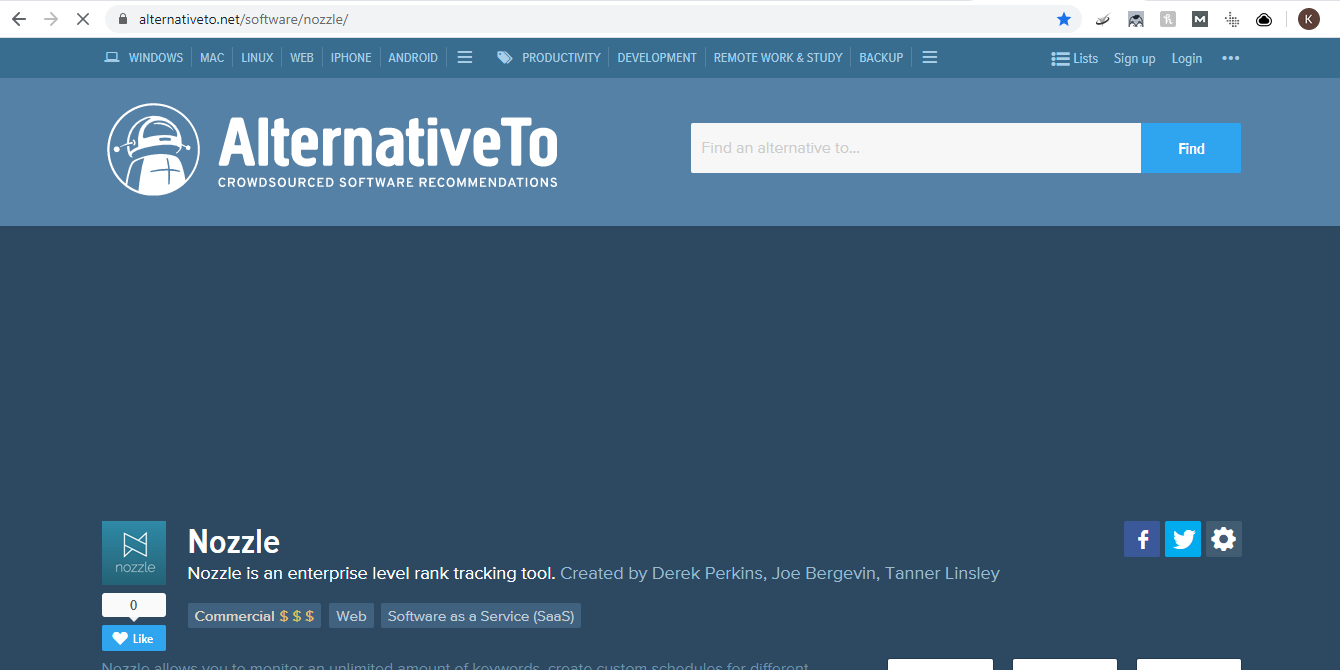 alternativeto.net/software/nozzle/
K
WINDOWS MAC LINUX WEB IPHONE ANDROID PRODUCTIVITY DEVELOPMENT REMOTE WORK & STUDY BACKUP Lists Sign up Login
AlternativeTo
CROWDSOURCED SOFTWARE RECOMMENDATIONS
Find an alternative to...
Find
nozzle
Nozzle
Nozzle is an enterprise level rank tracking tool. Created by Derek Perkins, Joe Bergevin, Tanner Linsley
0
Commercial $ $ $ Web Software as a Service (SaaS)
Like
Nozzle allows you to monitor an unlimited amount of keywords, create custom schedules for different